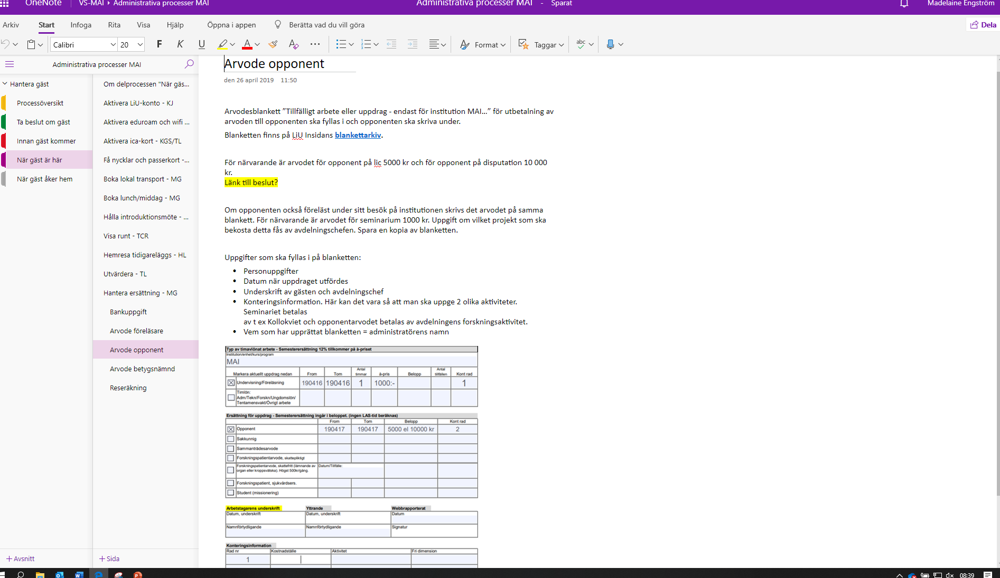 OneNote VS-MAI › Administrativa processer MAI Administrativa processer MAI - Sparat Madelaine Engström
Arkiv Start Infoga Rita Visa Hjälp Öppna i appen Berätta vad du vill göra Dela
Calibri 20 F K U A Format Taggar abc
Administrativa processer MAI
Hantera gäst
Processöversikt
Ta beslut om gäst
Innan gäst kommer
När gäst är här
När gäst åker hem
+ Avsnitt
Om delprocessen "När gäs...
Aktivera LiU-konto - KJ
Aktivera eduroam och wifi ...
Aktivera ica-kort - KGS/TL
Få nycklar och passerkort -...
Boka lokal transport - MG
Boka lunch/middag - MG
Hålla introduktionsmöte - ...
Visa runt - TCR
Hemresa tidigareläggs - HL
Utvärdera - TL
Hantera ersättning - MG
Bankuppgift
Arvode föreläsare
Arvode opponent
Arvode betygsnämnd
Reseräkning
+ Sida
Arvode opponent
den 26 april 2019 11:50
Arvodesblankett ”Tillfälligt arbete eller uppdrag - endast för institution MAI…” för utbetalning av
arvoden till opponenten ska fyllas i och opponenten ska skriva under.
Blanketten finns på LiU Insidans blankettarkiv.
För närvarande är arvodet för opponent på lic 5000 kr och för opponent på disputation 10 000
kr.
Länk till beslut?
Om opponenten också föreläst under sitt besök på institutionen skrivs det arvodet på samma
blankett. För närvarande är arvodet för seminarium 1000 kr. Uppgift om vilket projekt som ska
bekosta detta fås av avdelningschefen. Spara en kopia av blanketten.
Uppgifter som ska fyllas i på blanketten:
• Personuppgifter
• Datum när uppdraget utfördes
• Underskrift av gästen och avdelningschef
• Konteringsinformation. Här kan det vara så att man ska uppge 2 olika aktiviteter.
Seminariet betalas
av t ex Kollokviet och opponentarvodet betalas av avdelningens forskningsaktivitet.
• Vem som har upprättat blanketten = administratörens namn
Typ av timavlönat arbete - Semesterersättning 12% tillkommer på à-priset
Institution/enhet/kurs/program
MAI
Markera aktuellt uppdrag nedan From Tom Antal timmar à-pris Belopp Antal tillfällen Kont rad
Undervisning/Föreläsning 190416 190416 1 1000:- 1
Timlön:
Adm/Tekn/Forskn/Ungdomslön/
Tentamensvakt/Övrigt arbete
Ersättning för uppdrag - Semesterersättning ingår i beloppet. (ingen LAS-tid beräknas)
From Tom Belopp Kont rad
Opponent 190417 190417 5000 el 10000 kr 2
Sakkunnig
Sammanträdesarvode
Forskningspatientarvode, skattepliktigt
Forskningspatientarvode, skattefritt (lämnande av Datum/Tillfälle:
organ eller kroppsvätska). Högst 500kr/gång.
Forskningspatient, sjukvårdsers.
Student (missionering)
Arbetstagarens underskrift Yttrande Webbrapporterat
Datum, underskrift Datum, underskrift Datum
Namnförtydligande Namnförtydligande Signatur
Konteringsinformation
Rad nr Kostnadställe Aktivitet Fri dimension
1
08:39